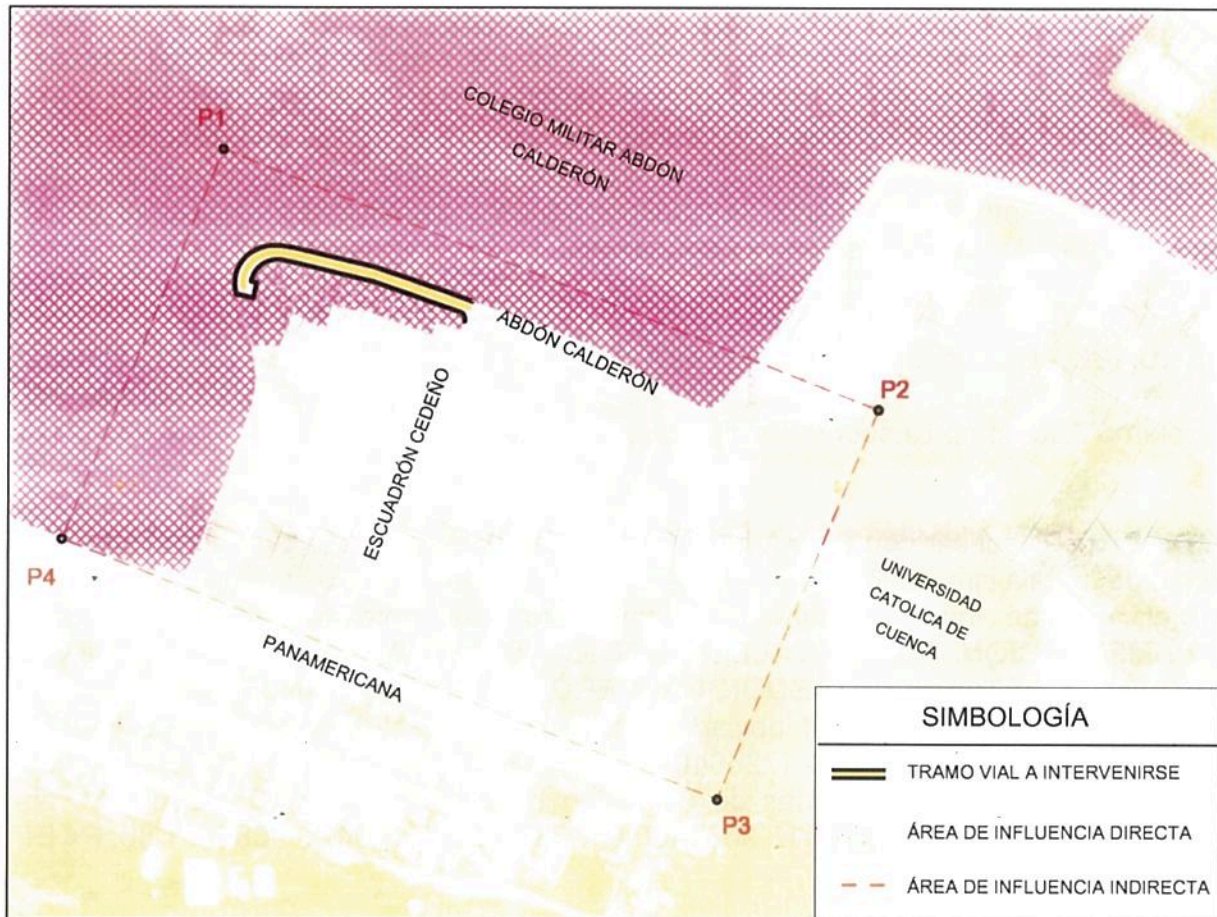 P1
COLEGIO MILITAR ABDÓN
CALDERÓN
ABDÓN CALDERÓN
P2
ESCUADRÓN CEDEÑO
P4
UNIVERSIDAD
CATOLICA DE
CUENCA
PANAMERICANA
P3
SIMBOLOGÍA
TRAMO VIAL A INTERVENIRSE
ÁREA DE INFLUENCIA DIRECTA
ÁREA DE INFLUENCIA INDIRECTA